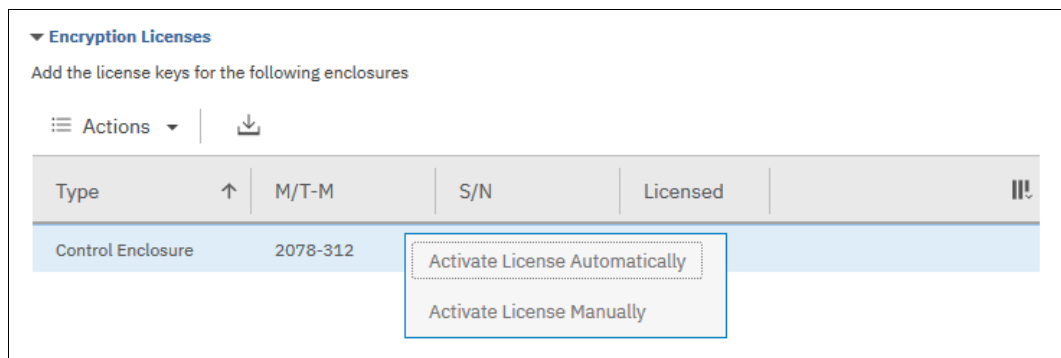 Encryption Licenses
Add the license keys for the following enclosures
Actions
Type M/T-M S/N Licensed
Control Enclosure 2078-312
Activate License Automatically
Activate License Manually